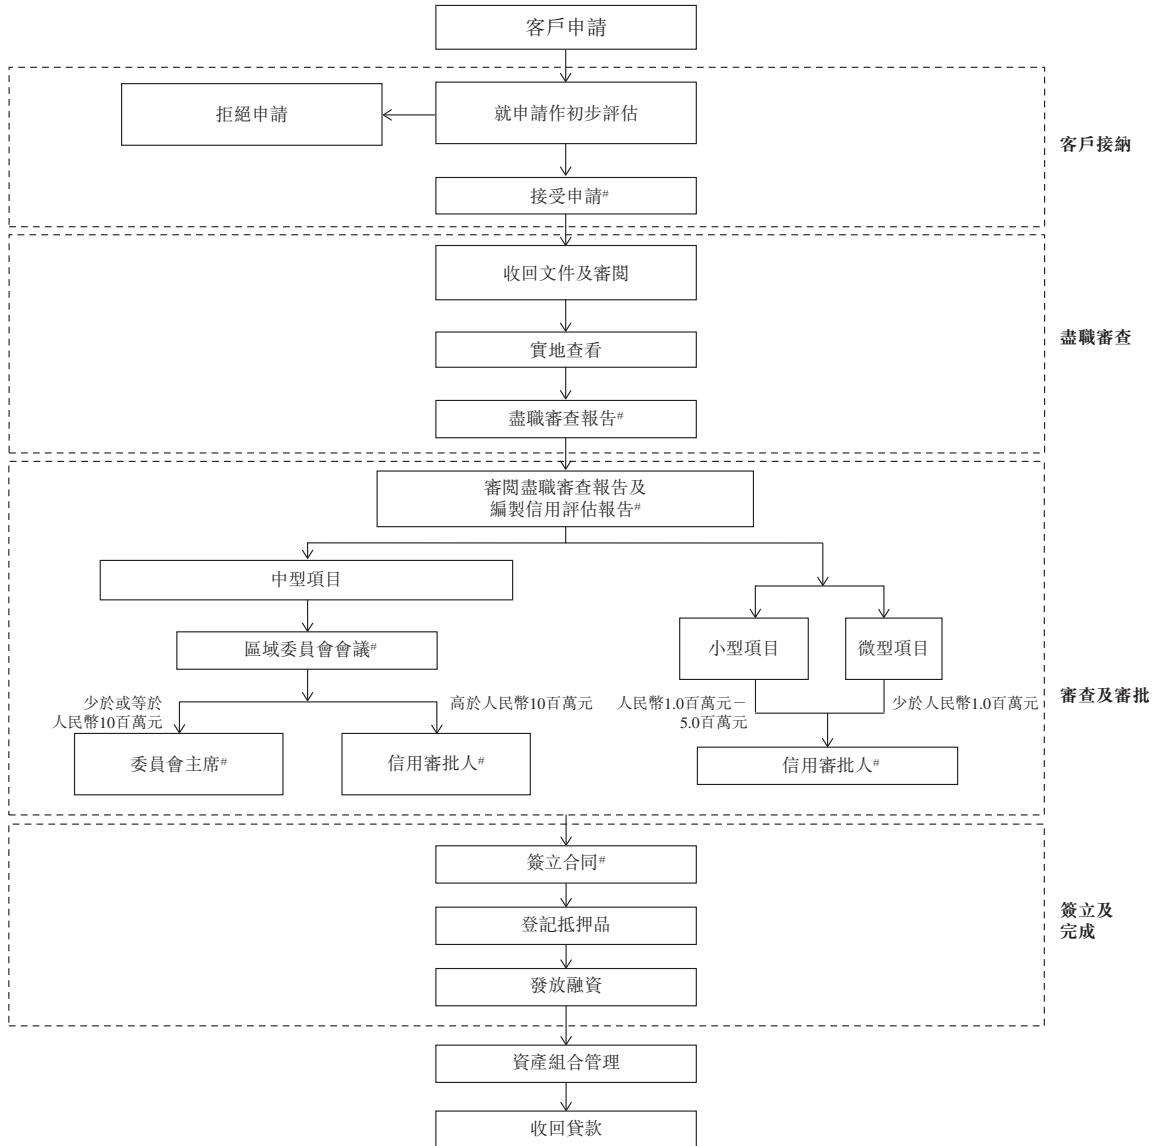 客戶申請
拒絕申請
就申請作初步評估
客戶接納
接受申請#
收回文件及審閱
盡職審查
實地查看
盡職審查報告#
審閱盡職審查報告及
編製信用評估報告#
中型項目
區域委員會會議#
小型項目
微型項目
少於或等於
人民幣10百萬元
高於人民幣10百萬元
人民幣1.0百萬元－
5.0百萬元
少於人民幣1.0百萬元
審查及審批
委員會主席#
信用審批人#
信用審批人#
簽立合同#
登記抵押品
簽立及
完成
發放融資
資產組合管理
收回貸款